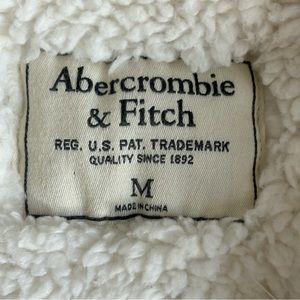 Abercrombie
& Fitch
REG. U.S. PAT. TRADEMARK
QUALITY SINCE 1892
M
MADE IN CHINA